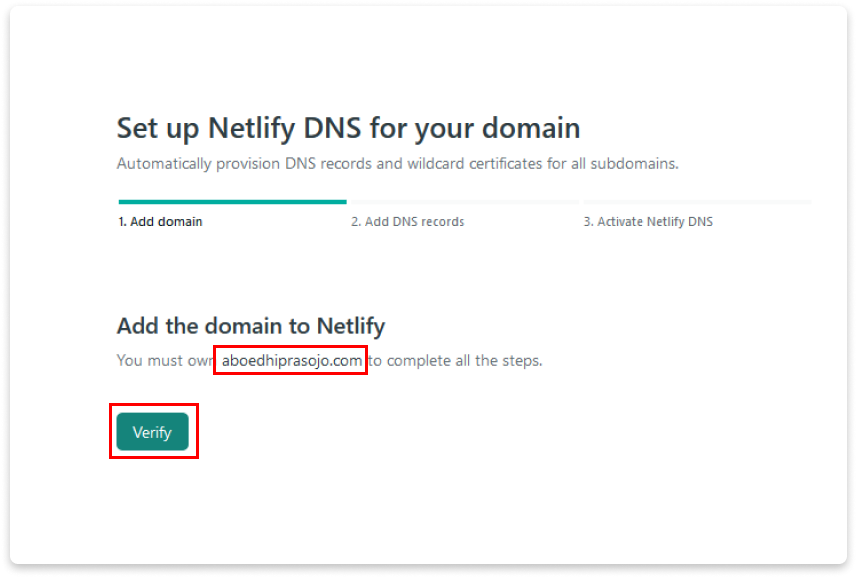 Set up Netlify DNS for your domain
Automatically provision DNS records and wildcard certificates for all subdomains.
1. Add domain
2. Add DNS records
3. Activate Netlify DNS
Add the domain to Netlify
You must own aboedhiprasojo.com to complete all the steps.
Verify